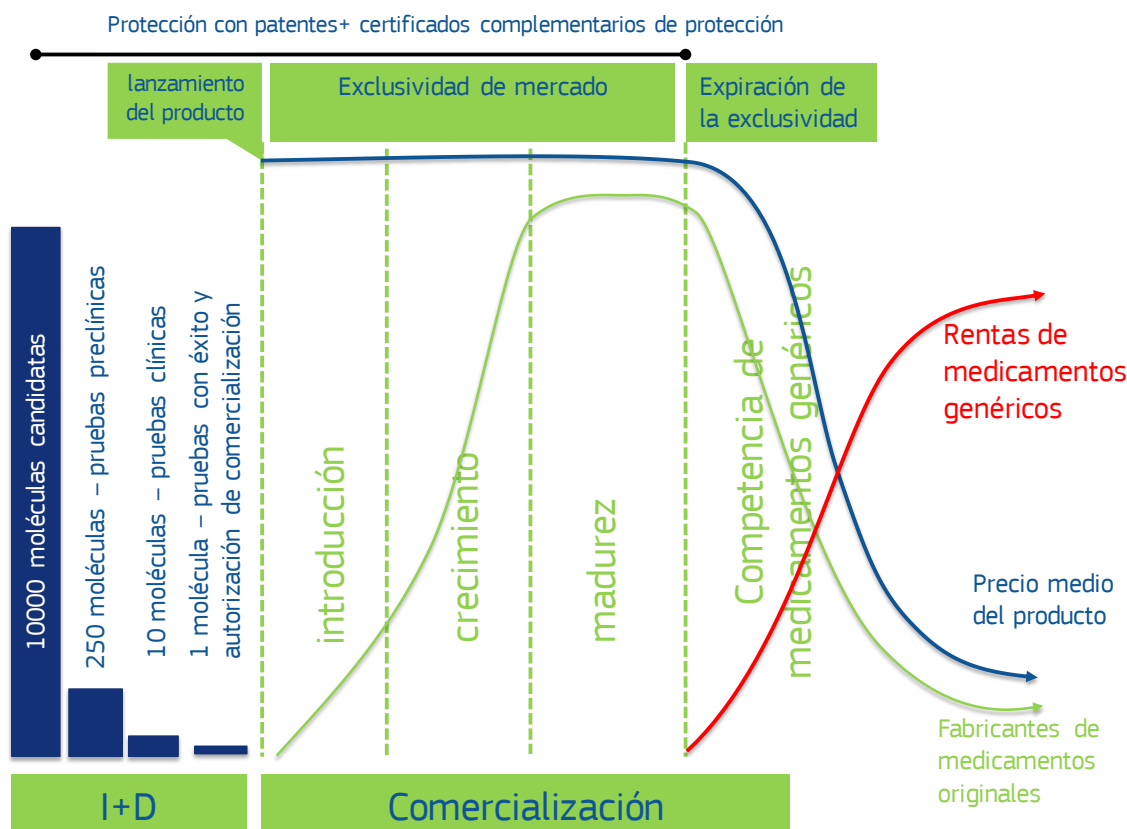 Protección con patentes+ certificados complementarios de protección
lanzamiento
del producto
Exclusividad de mercado
Expiración de
la exclusividad
10000 moléculas candidatas
250 moléculas – pruebas preclínicas
10 moléculas – pruebas clínicas
1 molécula – pruebas con éxito y
autorización de comercialización
introducción
crecimiento
madurez
Competencia de
medicamentos genéricos
Rentas de
medicamentos
genéricos
Precio medio
del producto
Fabricantes de
medicamentos
originales
I+D
Comercialización